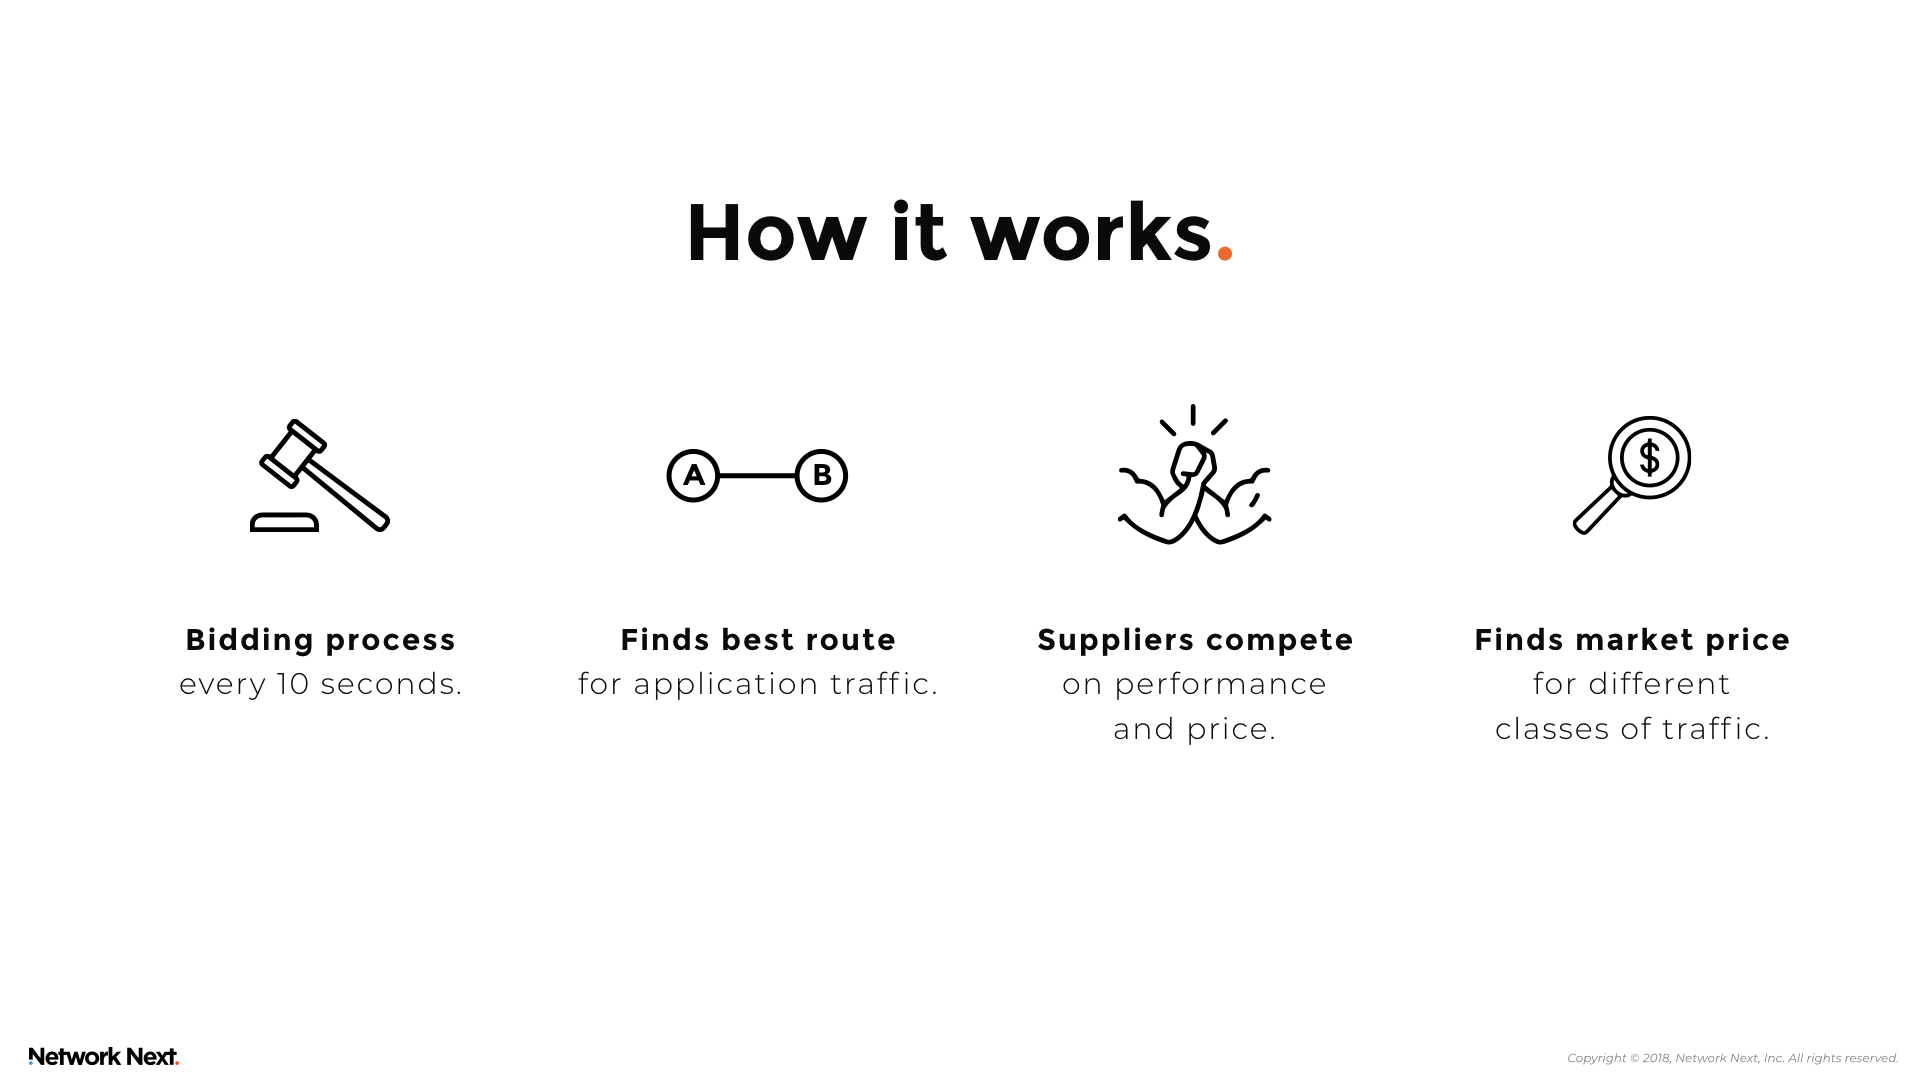 How it works.
A
B
$
Bidding process
every 10 seconds.
Finds best route
for application traffic.
Suppliers compete
on performance
and price.
Finds market price
for different
classes of traffic.
Network Next.
Copyright © 2018, Network Next, Inc. All rights reserved.